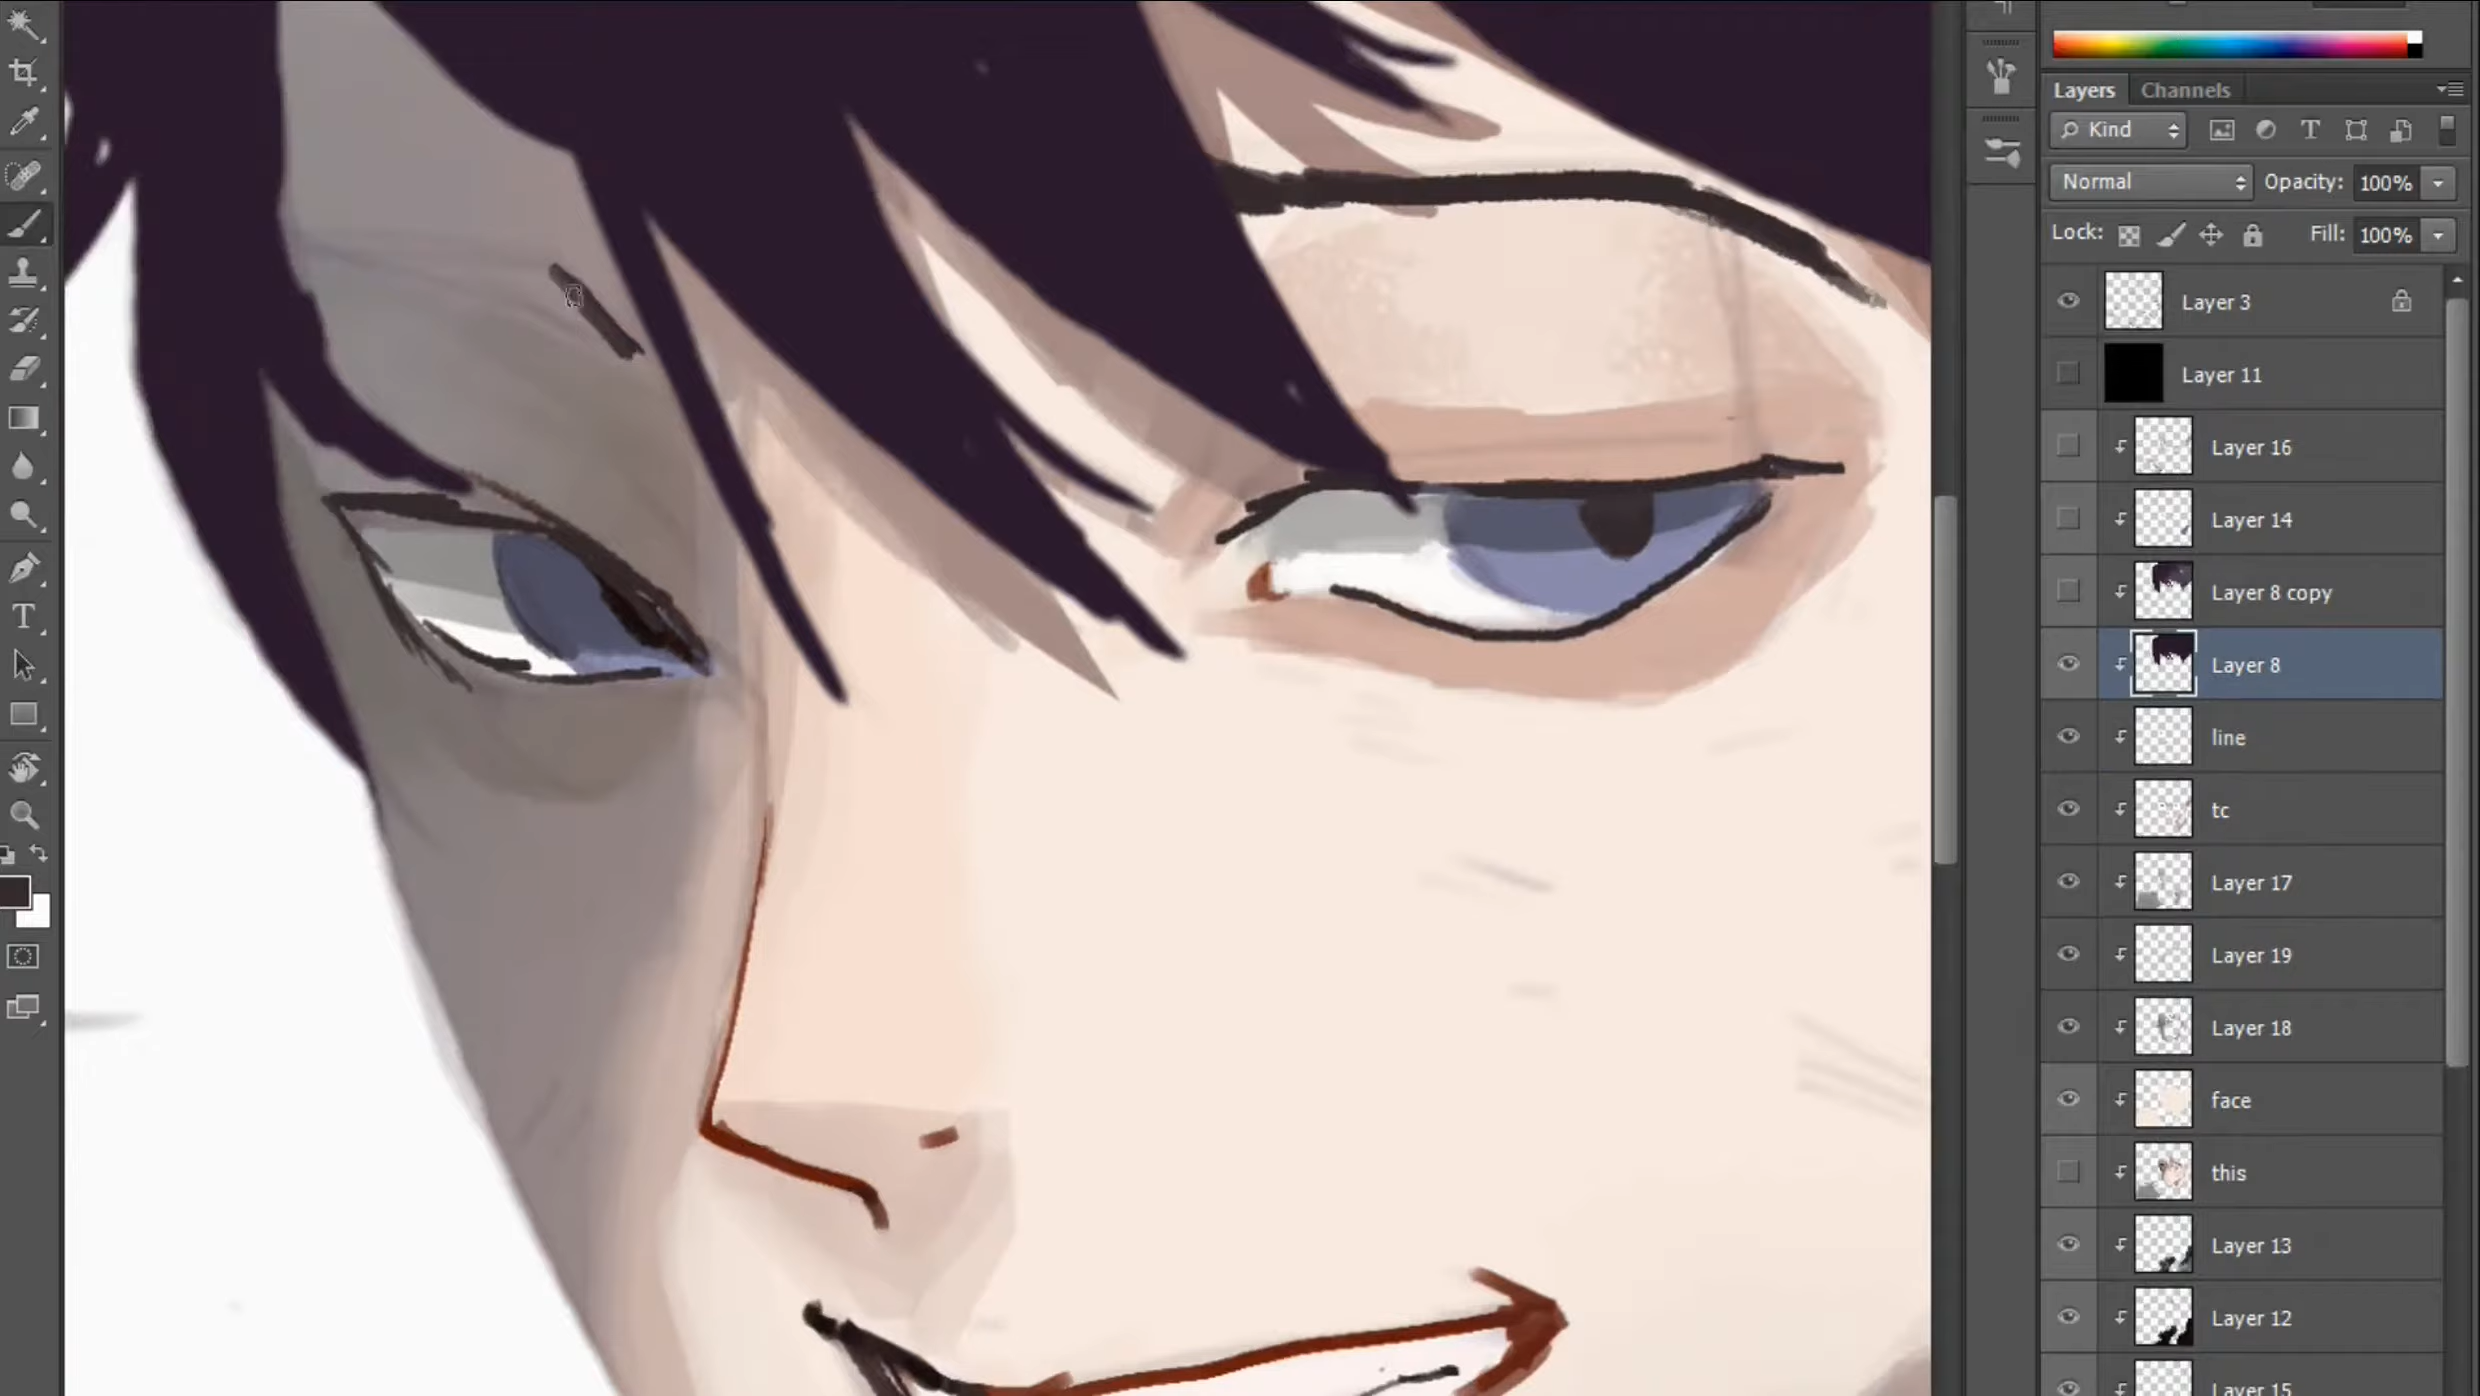 Layers Channels
Kind
T
Normal Opacity: 100%
Lock: Fill: 100%
Layer 3
Layer 11
Layer 16
Layer 14
Layer 8 copy
Layer 8
line
tc
Layer 17
Layer 19
Layer 18
face
this
Layer 13
Layer 12
Layer 15
T